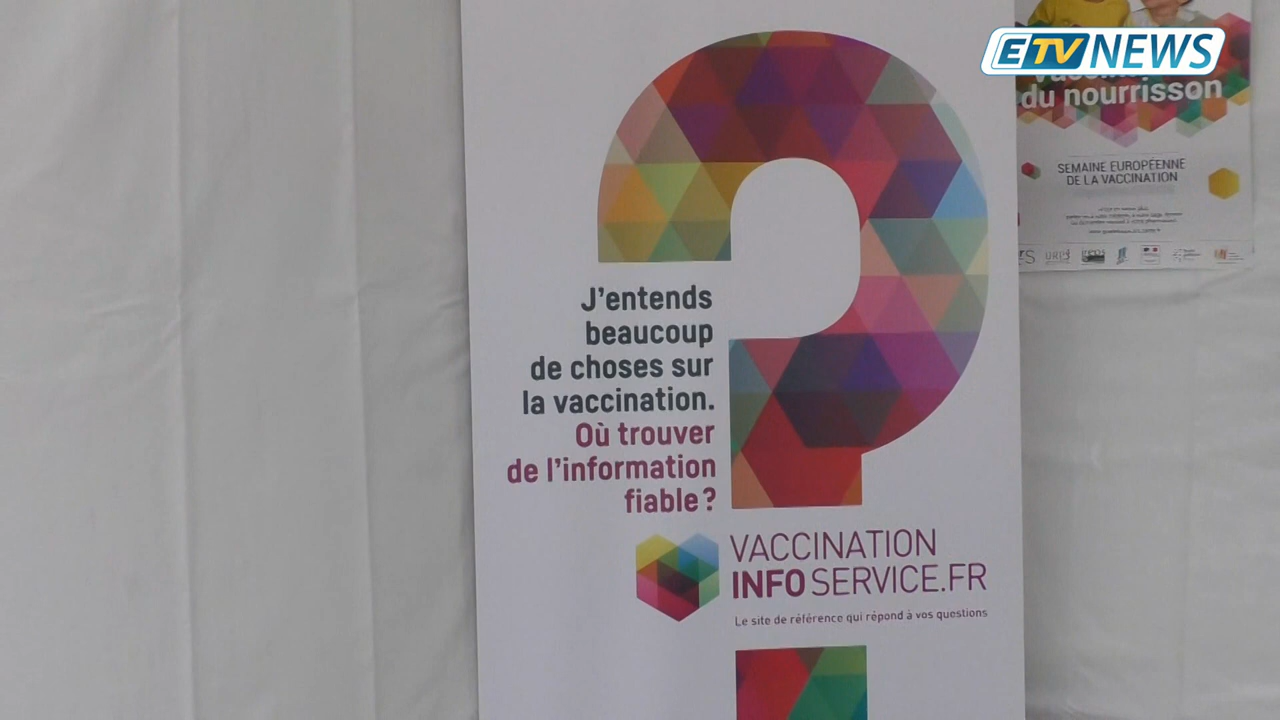 ETV NEWS
du nourrisson
SEMAINE EUROPÉENNE
DE LA VACCINATION
J'entends
beaucoup
de choses sur
la vaccination.
Où trouver
de l'information
fiable ?
VACCINATION
INFO SERVICE.FR
Le site de référence qui répond à vos questions